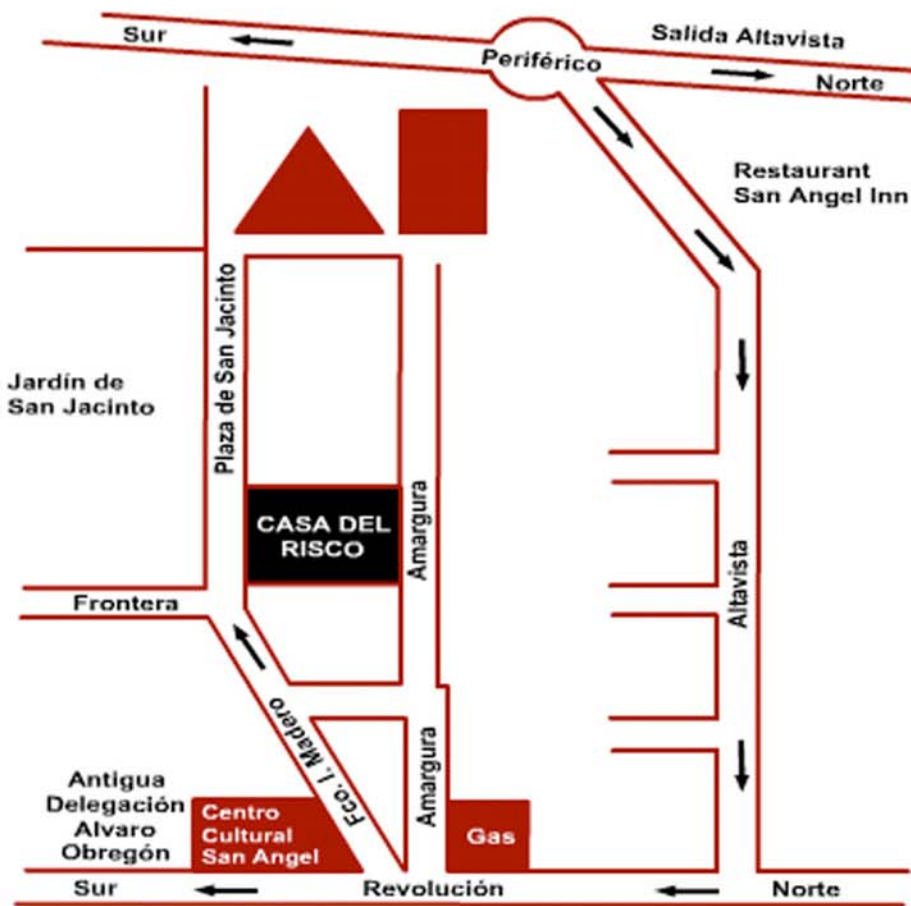 Sur
Periférico
Salida Altavista
Norte
Restaurant
San Angel Inn
Plaza de San Jacinto
Jardín de
San Jacinto
CASA DEL
RISCO
Amargura
Altavista
Frontera
Fco. I. Madero
Amargura
Antigua
Delegación
Alvaro
Obregón
Centro
Cultural
San Angel
Gas
Sur
Revolución
Norte